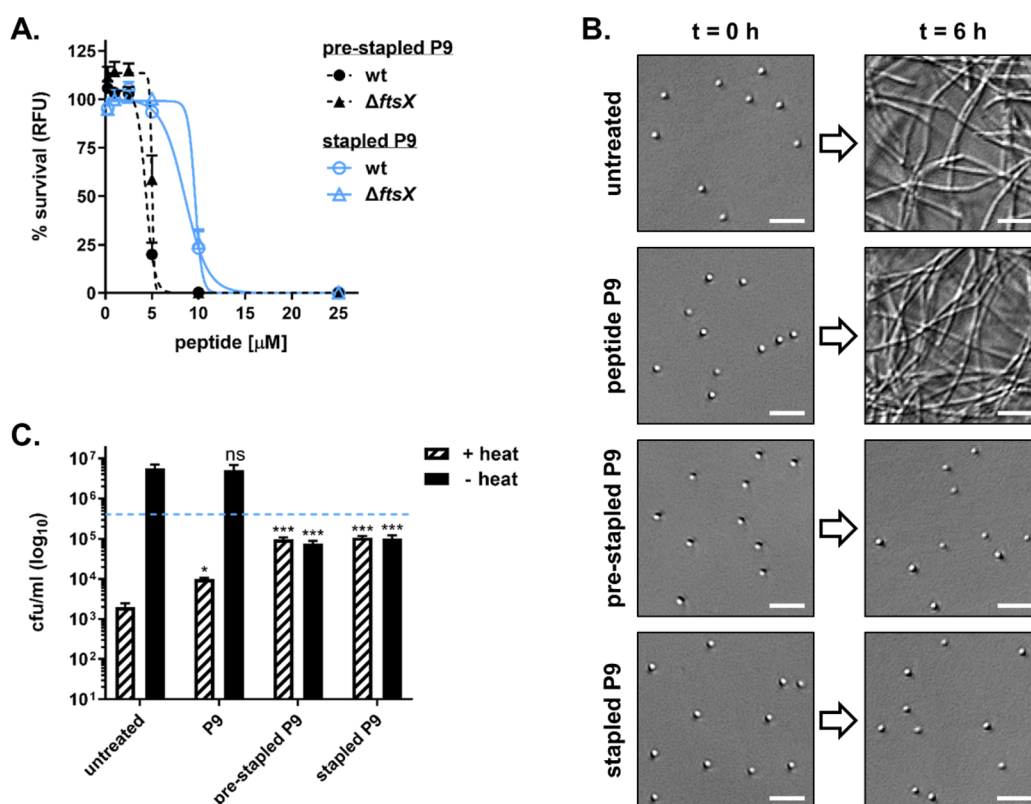 A.
125
100
75
50
25
0
% survival (RFU)
0
5
10
15
20
25
peptide [μM]
pre-stapled P9
wt
ΔftsX
stapled P9
wt
ΔftsX
B.
t = 0 h
t = 6 h
untreated
peptide P9
pre-stapled P9
stapled P9
C.
+ heat
- heat
cfu/ml (log10)
10^7
10^6
10^5
10^4
10^3
10^2
10^1
*
ns
***
***
***
***
untreated
P9
pre-stapled P9
stapled P9